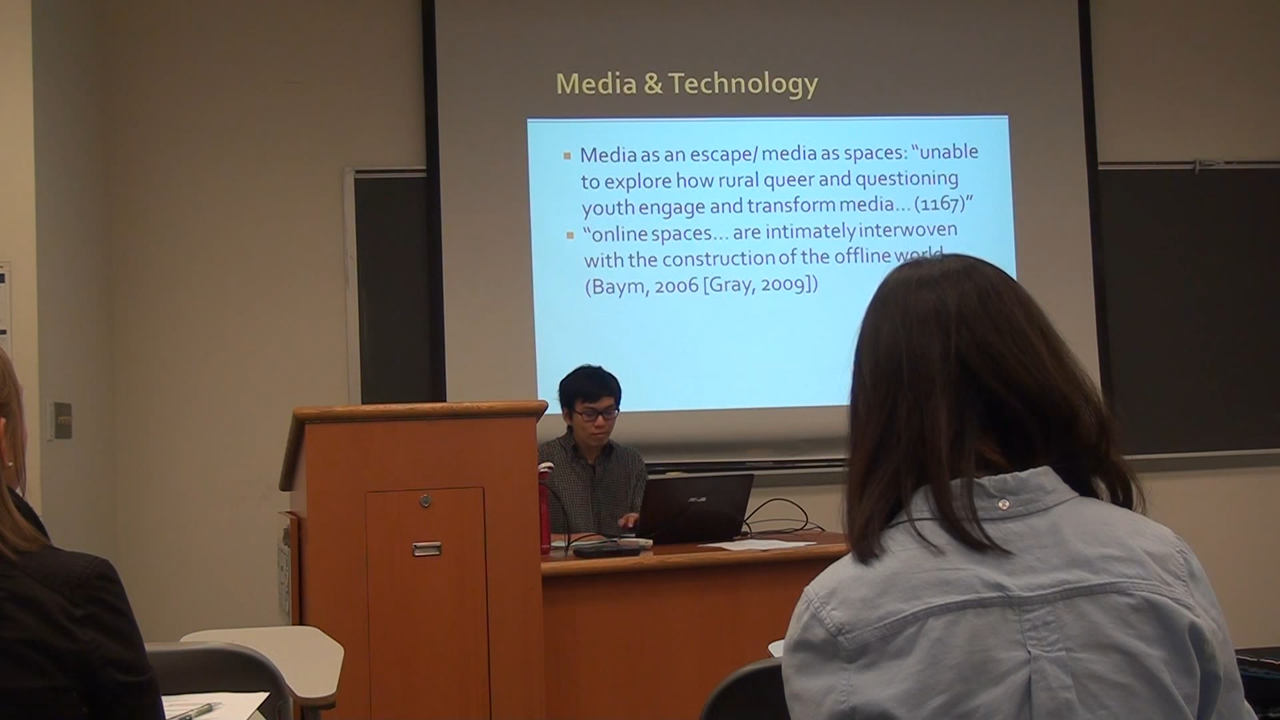 Media & Technology
Media as an escape/ media as spaces: “unable
to explore how rural queer and questioning
youth engage and transform media... (1167)”
“online spaces... are intimately interwoven
with the construction of the offline world
(Baym, 2006 [Gray, 2009])
ASUS